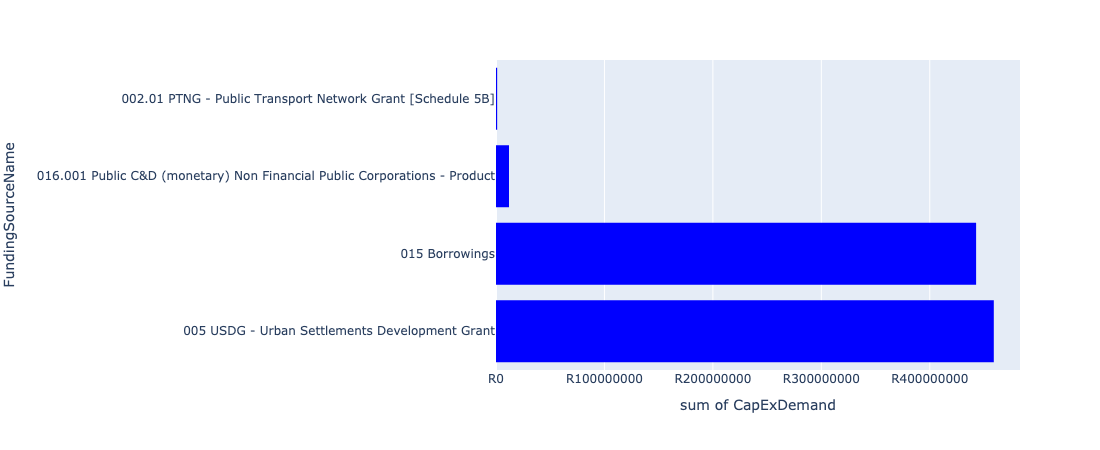 002.01 PTNG - Public Transport Network Grant [Schedule 5B]
016.001 Public C&D (monetary) Non Financial Public Corporations - Product
015 Borrowings
005 USDG - Urban Settlements Development Grant
FundingSourceName
R0 R100000000 R200000000 R300000000 R400000000
sum of CapExDemand